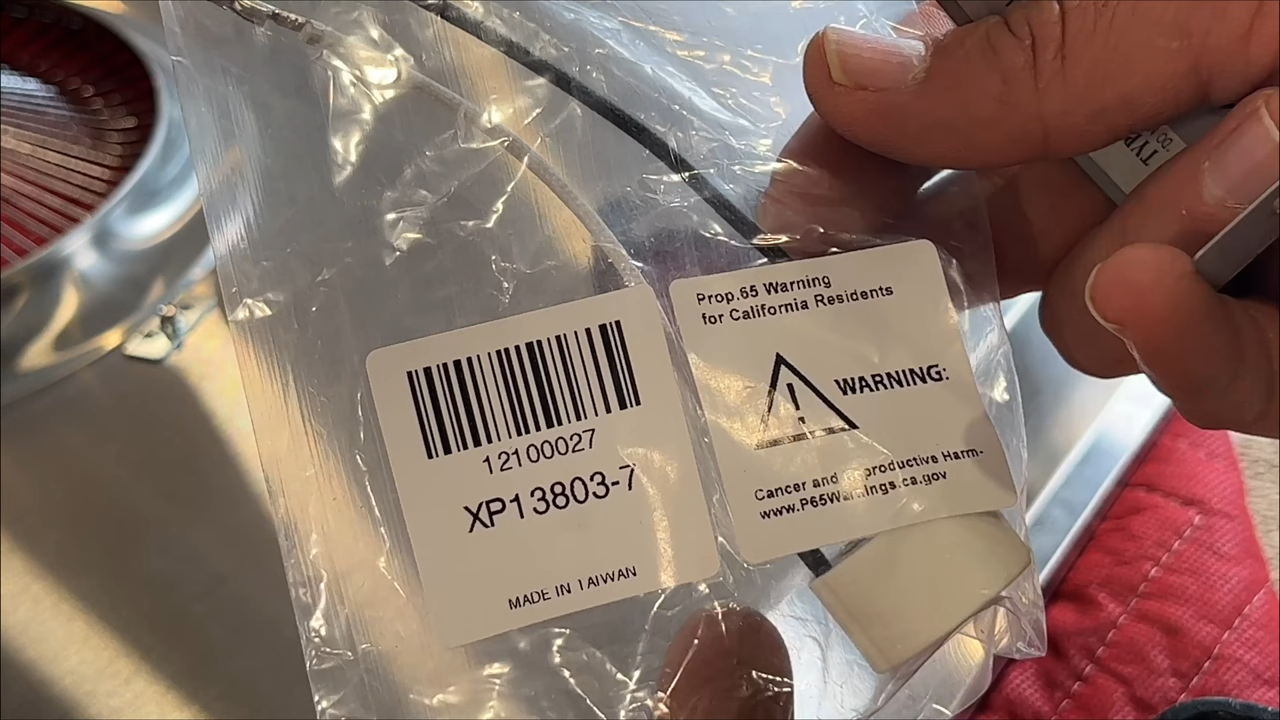 12100027
XP13803-7
MADE IN TAIWAN
Prop.65 Warning
for California Residents
WARNING:
Cancer and Reproductive Harm-
www.P65Warnings.ca.gov
TYP